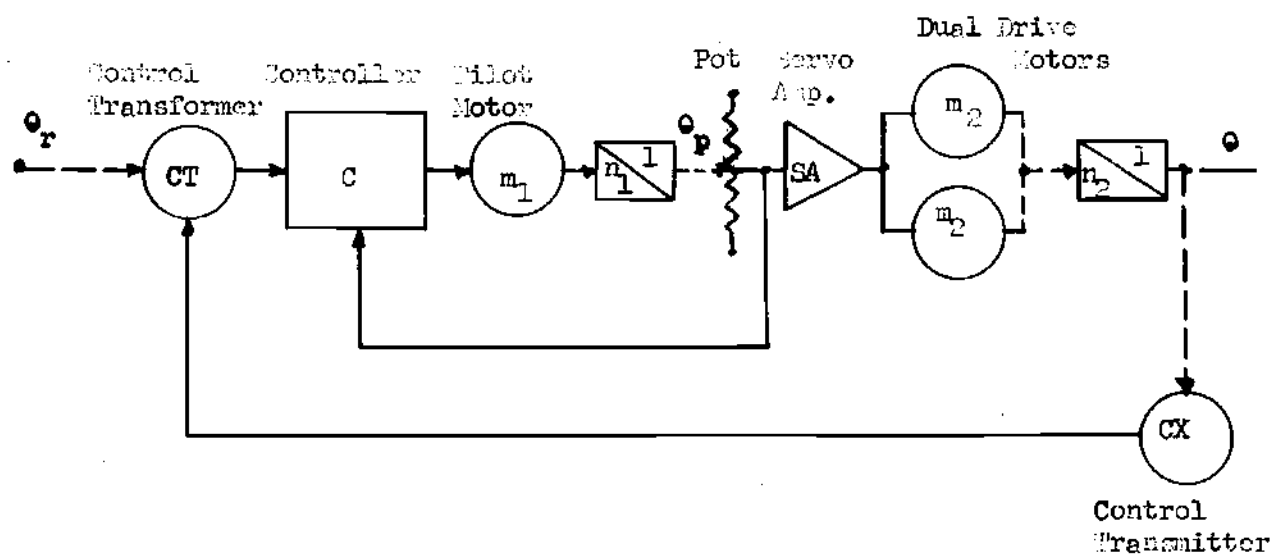 Dual Drive
Motors
Control
Transformer
Controller
Pilot
Motor
Pot
Servo
Amp.
θr
CT
C
m1
n1 1
θp
SA
m2
m2
n2 1
θ
CX
Control
Transmitter